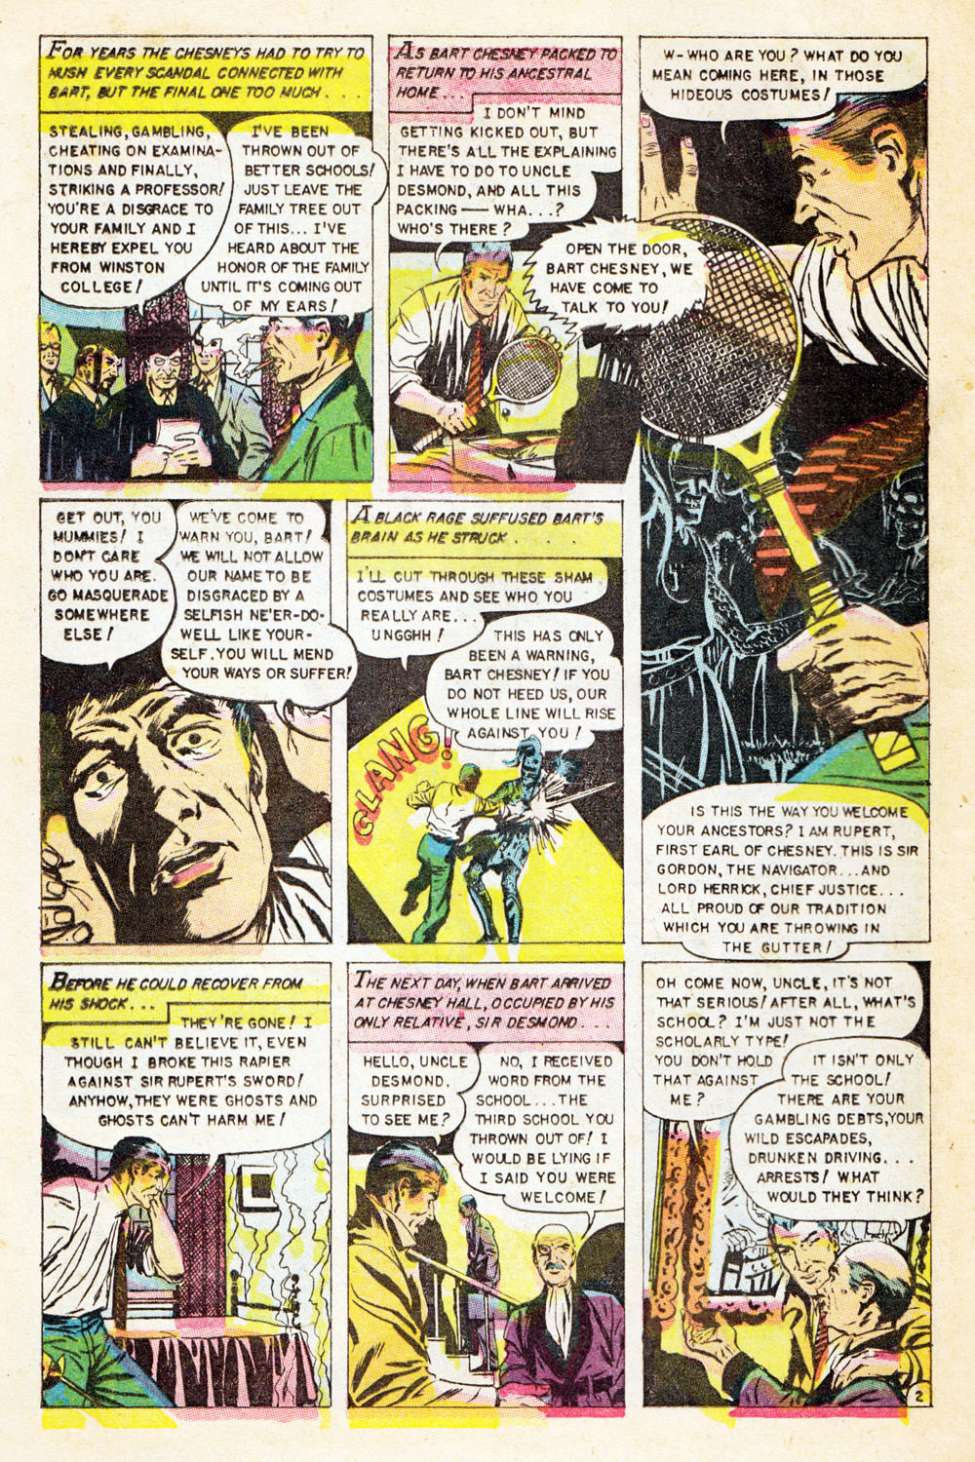 FOR YEARS THE CHESNEYS HAD TO TRY TO
HUSH EVERY SCANDAL CONNECTED WITH
BART, BUT THE FINAL ONE TOO MUCH . . .
STEALING, GAMBLING,
CHEATING ON EXAMINA-
TIONS AND FINALLY,
STRIKING A PROFESSOR!
YOU'RE A DISGRACE TO
YOUR FAMILY AND I
HEREBY EXPEL YOU
FROM WINSTON
COLLEGE!
I'VE BEEN
THROWN OUT OF
BETTER SCHOOLS!
JUST LEAVE THE
FAMILY TREE OUT
OF THIS... I'VE
HEARD ABOUT THE
HONOR OF THE FAMILY
UNTIL IT'S COMING OUT
OF MY EARS!
AS BART CHESNEY PACKED TO
RETURN TO HIS ANCESTRAL
HOME...
I DON'T MIND
GETTING KICKED OUT, BUT
THERE'S ALL THE EXPLAINING
I HAVE TO DO TO UNCLE
DESMOND, AND ALL THIS
PACKING — WHA...?
WHO'S THERE?
OPEN THE DOOR,
BART CHESNEY, WE
HAVE COME TO
TALK TO YOU!
W-WHO ARE YOU? WHAT DO YOU
MEAN COMING HERE, IN THOSE
HIDEOUS COSTUMES!
IS THIS THE WAY YOU WELCOME
YOUR ANCESTORS? I AM RUPERT,
FIRST EARL OF CHESNEY. THIS IS SIR
GORDON, THE NAVIGATOR...AND
LORD HERRICK, CHIEF JUSTICE...
ALL PROUD OF OUR TRADITION
WHICH YOU ARE THROWING IN
THE GUTTER!
GET OUT, YOU
MUMMIES! I
DON'T CARE
WHO YOU ARE.
GO MASQUERADE
SOMEWHERE
ELSE!
WE'VE COME TO
WARN YOU, BART!
WE WILL NOT ALLOW
OUR NAME TO BE
DISGRACED BY A
SELFISH NE'ER-DO-
WELL LIKE YOUR-
SELF. YOU WILL MEND
YOUR WAYS OR SUFFER!
A BLACK RAGE SUFFUSED BART'S
BRAIN AS HE STRUCK . . . . .
I'LL CUT THROUGH THESE SHAM
COSTUMES AND SEE WHO YOU
REALLY ARE...
UNGGHH!
THIS HAS ONLY
BEEN A WARNING,
BART CHESNEY! IF YOU
DO NOT HEED US, OUR
WHOLE LINE WILL RISE
AGAINST YOU!
CLANG!
BEFORE HE COULD RECOVER FROM
HIS SHOCK...
THEY'RE GONE! I
STILL CAN'T BELIEVE IT, EVEN
THOUGH I BROKE THIS RAPIER
AGAINST SIR RUPERT'S SWORD!
ANYHOW, THEY WERE GHOSTS AND
GHOSTS CAN'T HARM ME!
THE NEXT DAY, WHEN BART ARRIVED
AT CHESNEY HALL, OCCUPIED BY HIS
ONLY RELATIVE, SIR DESMOND...
HELLO, UNCLE
DESMOND.
SURPRISED
TO SEE ME?
NO, I RECEIVED
WORD FROM THE
SCHOOL...THE
THIRD SCHOOL YOU
THROWN OUT OF! I
WOULD BE LYING IF
I SAID YOU WERE
WELCOME!
OH COME NOW, UNCLE, IT'S NOT
THAT SERIOUS! AFTER ALL, WHAT'S
SCHOOL? I'M JUST NOT THE
SCHOLARLY TYPE!
YOU DON'T HOLD
THAT AGAINST
ME?
IT ISN'T ONLY
THE SCHOOL!
THERE ARE YOUR
GAMBLING DEBTS, YOUR
WILD ESCAPADES,
DRUNKEN DRIVING...
ARRESTS! WHAT
WOULD THEY THINK?
2